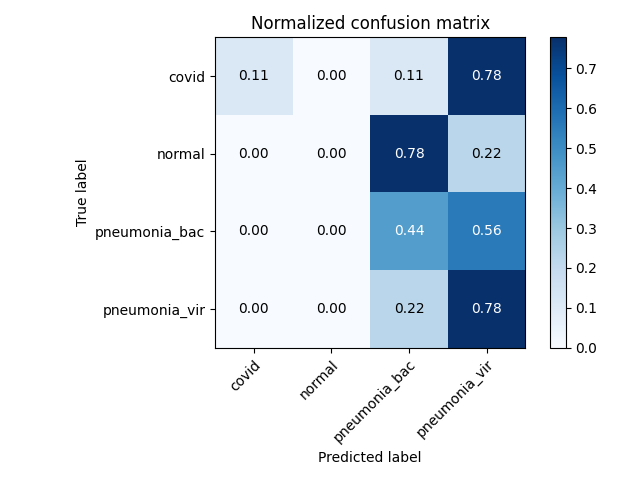 Normalized confusion matrix
True label
covid 0.11 0.00 0.11 0.78
normal 0.00 0.00 0.78 0.22
pneumonia_bac 0.00 0.00 0.44 0.56
pneumonia_vir 0.00 0.00 0.22 0.78
covid normal pneumonia_bac pneumonia_vir
Predicted label
0.7
0.6
0.5
0.4
0.3
0.2
0.1
0.0